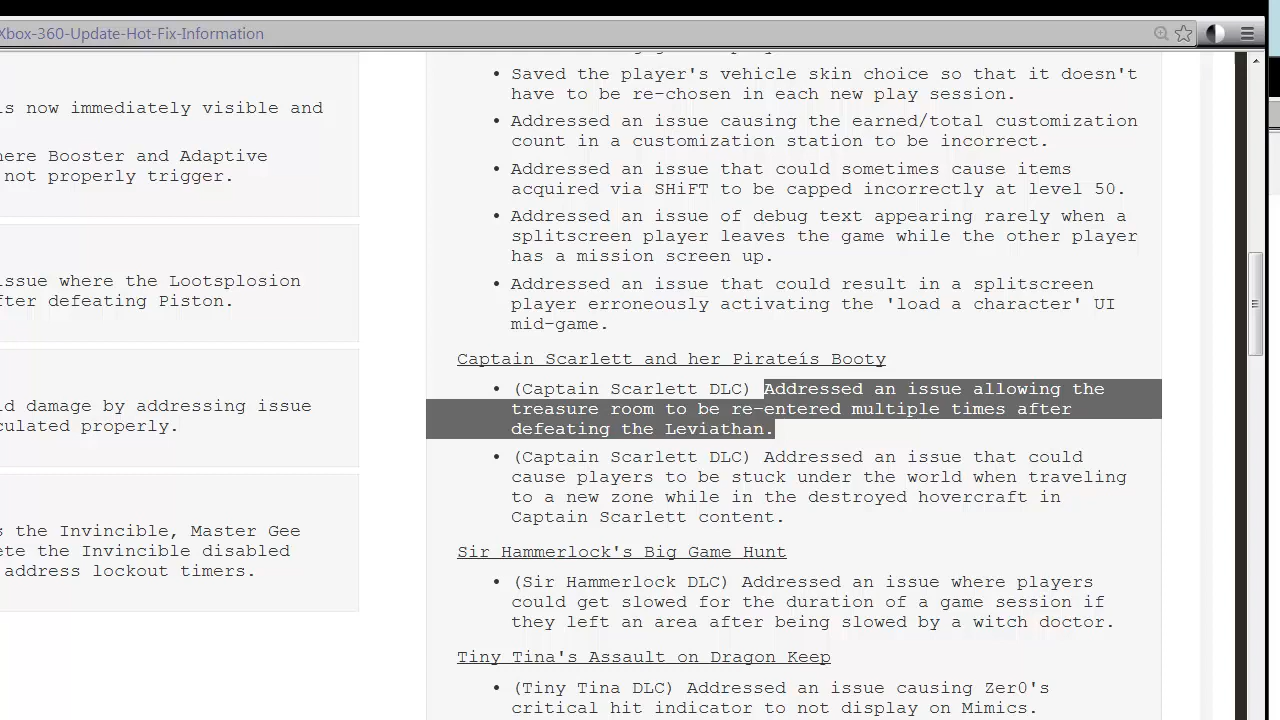 Xbox-360-Update-Hot-Fix-Information
is now immediately visible and
here Booster and Adaptive
not properly trigger.
issue where the Lootsplosion
fter defeating Piston.
d damage by addressing issue
culated properly.
s the Invincible, Master Gee
ete the Invincible disabled
address lockout timers.
• Saved the player's vehicle skin choice so that it doesn't
have to be re-chosen in each new play session.
• Addressed an issue causing the earned/total customization
count in a customization station to be incorrect.
• Addressed an issue that could sometimes cause items
acquired via SHiFT to be capped incorrectly at level 50.
• Addressed an issue of debug text appearing rarely when a
splitscreen player leaves the game while the other player
has a mission screen up.
• Addressed an issue that could result in a splitscreen
player erroneously activating the 'load a character' UI
mid-game.
Captain Scarlett and her Pirateís Booty
• (Captain Scarlett DLC) Addressed an issue allowing the
treasure room to be re-entered multiple times after
defeating the Leviathan.
• (Captain Scarlett DLC) Addressed an issue that could
cause players to be stuck under the world when traveling
to a new zone while in the destroyed hovercraft in
Captain Scarlett content.
Sir Hammerlock's Big Game Hunt
• (Sir Hammerlock DLC) Addressed an issue where players
could get slowed for the duration of a game session if
they left an area after being slowed by a witch doctor.
Tiny Tina's Assault on Dragon Keep
• (Tiny Tina DLC) Addressed an issue causing Zer0's
critical hit indicator to not display on Mimics.